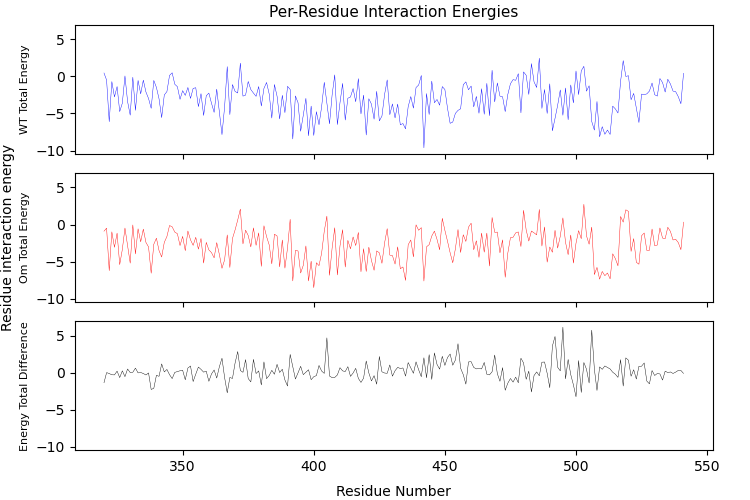 Per-Residue Interaction Energies
Residue interaction energy
WT Total Energy
5
0
−5
−10
Om Total Energy
5
0
−5
−10
Energy Total Difference
5
0
−5
−10
350
400
450
500
550
Residue Number